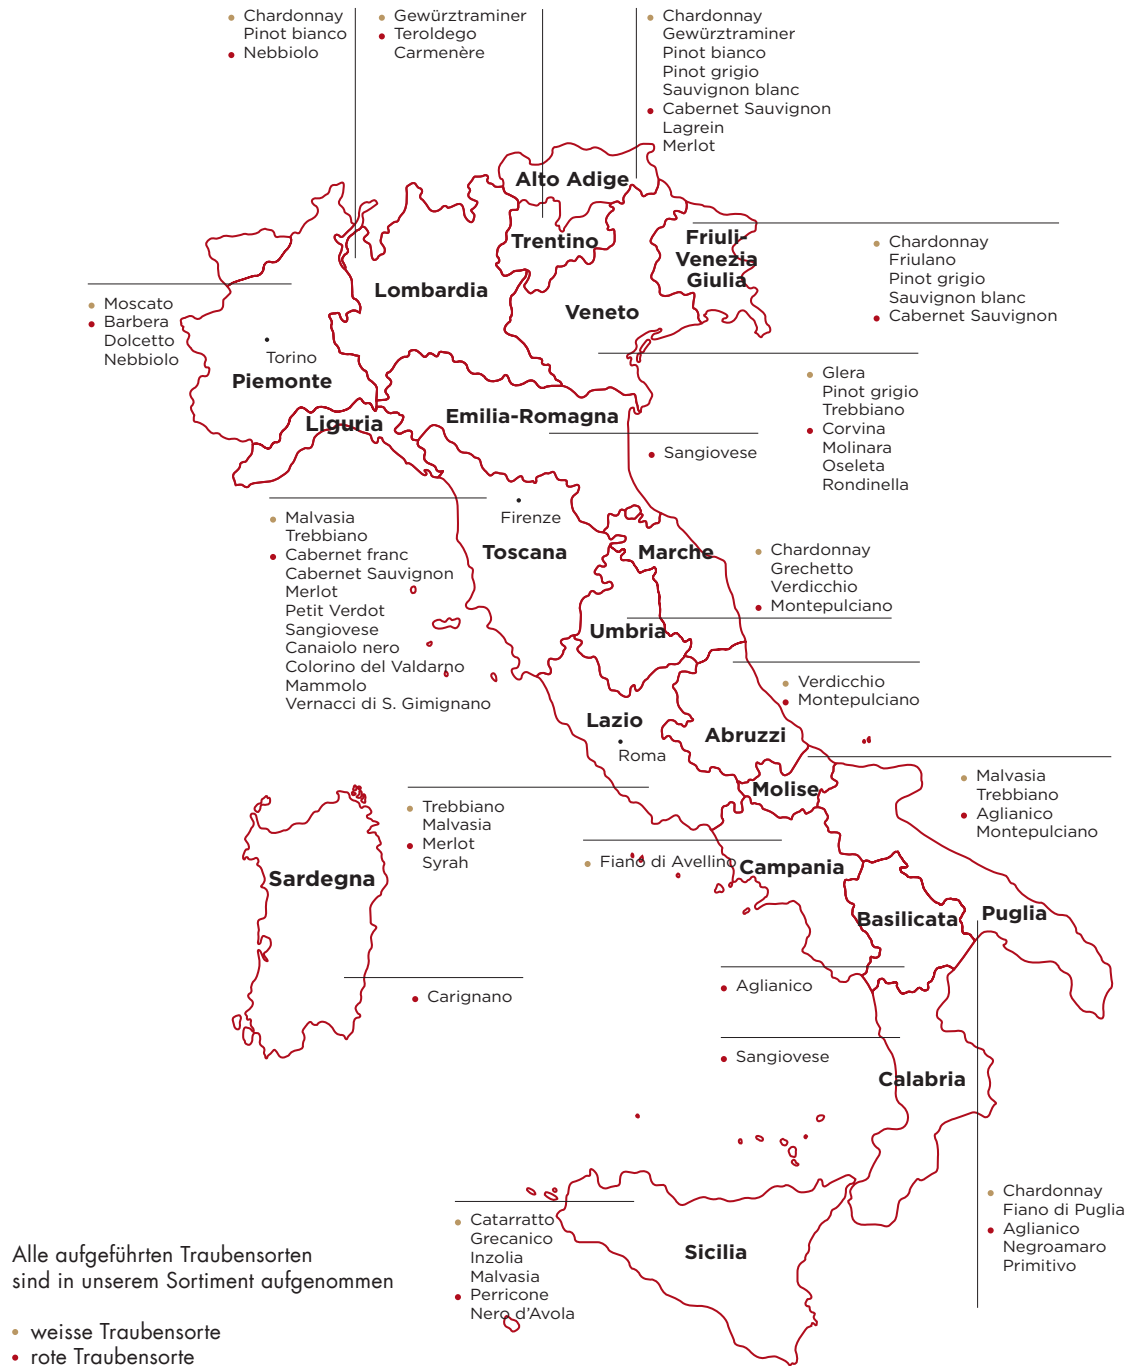 Chardonnay
Pinot bianco
Nebbiolo
Gewürztraminer
Teroldego
Carmenère
Chardonnay
Gewürztraminer
Pinot bianco
Pinot grigio
Sauvignon blanc
Cabernet Sauvignon
Lagrein
Merlot
Alto Adige
Trentino
Friuli-
Venezia
Giulia
Chardonnay
Friulano
Pinot grigio
Sauvignon blanc
Cabernet Sauvignon
Lombardia
Veneto
Moscato
Barbera
Dolcetto
Nebbiolo
Torino
Piemonte
Liguria
Emilia-Romagna
Glera
Pinot grigio
Trebbiano
Corvina
Molinara
Oseleta
Rondinella
Sangiovese
Firenze
Toscana
Malvasia
Trebbiano
Cabernet franc
Cabernet Sauvignon
Merlot
Petit Verdot
Sangiovese
Canaiolo nero
Colorino del Valdarno
Mammolo
Vernacci di S. Gimignano
Marche
Chardonnay
Grechetto
Verdicchio
Montepulciano
Umbria
Verdicchio
Montepulciano
Lazio
Roma
Abruzzi
Molise
Malvasia
Trebbiano
Aglianico
Montepulciano
Trebbiano
Malvasia
Merlot
Syrah
Fiano di Avellino
Campania
Sardegna
Basilicata
Puglia
Carignano
Aglianico
Sangiovese
Calabria
Chardonnay
Fiano di Puglia
Aglianico
Negroamaro
Primitivo
Catarratto
Grecanico
Inzolia
Malvasia
Perricone
Nero d'Avola
Sicilia
Alle aufgeführten Traubensorten
sind in unserem Sortiment aufgenommen
weisse Traubensorte
rote Traubensorte